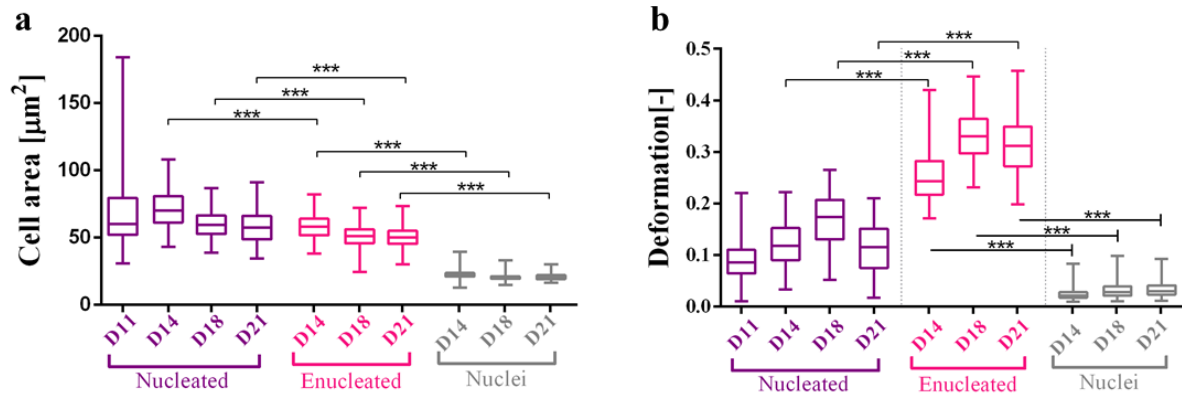 a
Cell area [μm²]
200
150
100
50
0
***
***
***
***
***
***
D11
D14
D18
D21
D14
D18
D21
D14
D18
D21
Nucleated
Enucleated
Nuclei
b
Deformation[-]
0.5
0.4
0.3
0.2
0.1
0.0
***
***
***
***
***
***
D11
D14
D18
D21
D14
D18
D21
D14
D18
D21
Nucleated
Enucleated
Nuclei